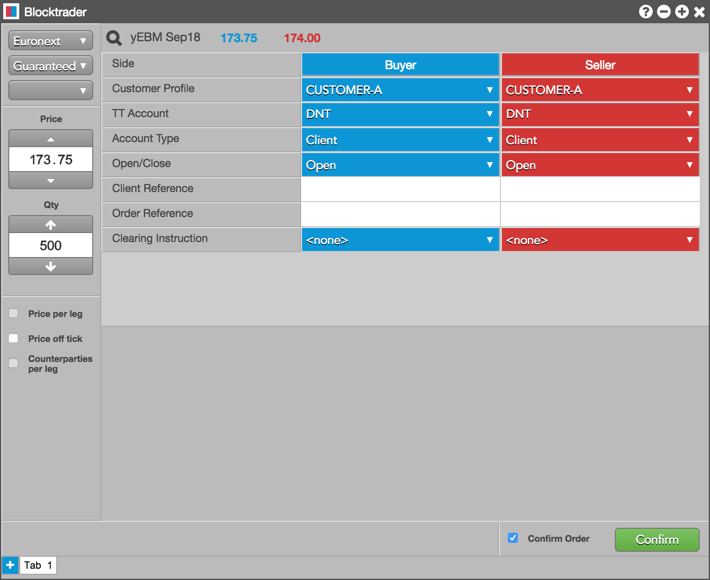 Blocktrader
Euronext
Guaranteed
Price
173.75
Qty
500
Price per leg
Price off tick
Counterparties
per leg
yEBM Sep18 173.75 174.00
Side Buyer Seller
Customer Profile CUSTOMER-A CUSTOMER-A
TT Account DNT DNT
Account Type Client Client
Open/Close Open Open
Client Reference
Order Reference
Clearing Instruction <none> <none>
Confirm Order Confirm
Tab 1